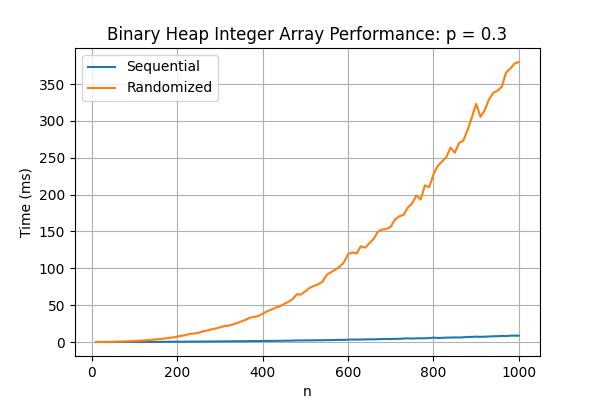 Binary Heap Integer Array Performance: p = 0.3
Sequential
Randomized
Time (ms)
350
300
250
200
150
100
50
0
0 200 400 600 800 1000
n